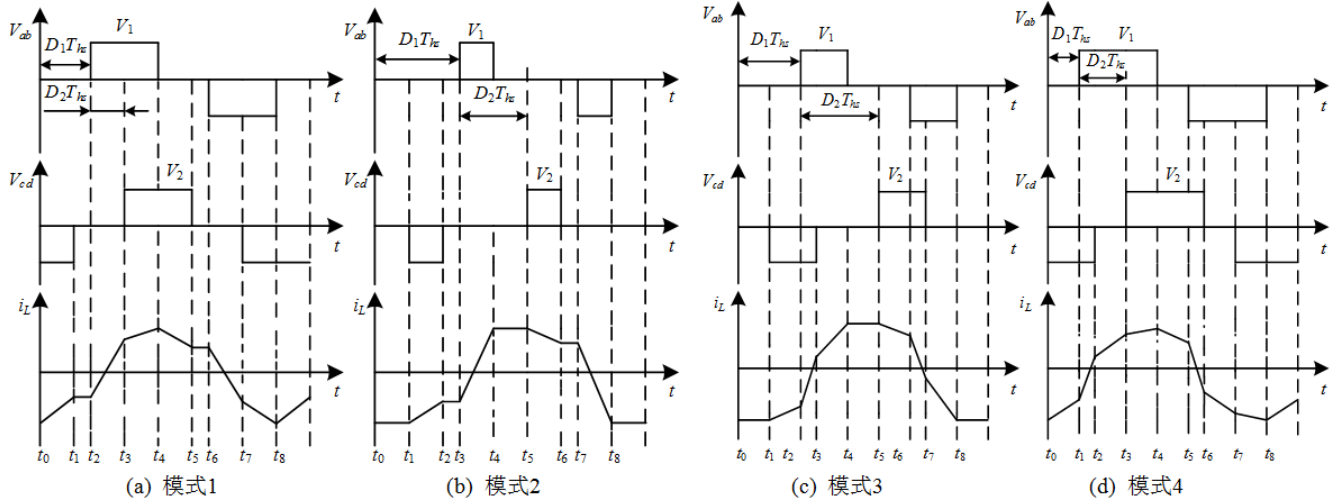 V_ab V_1 D_1T_hs D_2T_hs t
V_cd V_2 t
i_L t
t_0 t_1 t_2 t_3 t_4 t_5 t_6 t_7 t_8
(a) 模式1
V_ab V_1 D_1T_hs D_2T_hs t
V_cd V_2 t
i_L t
t_0 t_1 t_2 t_3 t_4 t_5 t_6 t_7 t_8
(b) 模式2
V_ab V_1 D_1T_hs D_2T_hs t
V_cd V_2 t
i_L t
t_0 t_1 t_2 t_3 t_4 t_5 t_6 t_7 t_8
(c) 模式3
V_ab V_1 D_1T_hs D_2T_hs t
V_cd V_2 t
i_L t
t_0 t_1 t_2 t_3 t_4 t_5 t_6 t_7 t_8
(d) 模式4